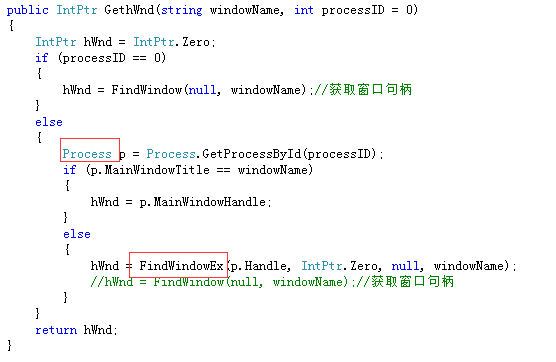 public IntPtr GethWnd(string windowName, int processID = 0)
{
IntPtr hWnd = IntPtr.Zero;
if (processID == 0)
{
hWnd = FindWindow(null, windowName);//获取窗口句柄
}
else
{
Process p = Process.GetProcessById(processID);
if (p.MainWindowTitle == windowName)
{
hWnd = p.MainWindowHandle;
}
else
{
hWnd = FindWindowEx(p.Handle, IntPtr.Zero, null, windowName);
//hWnd = FindWindow(null, windowName);//获取窗口句柄
}
}
return hWnd;
}